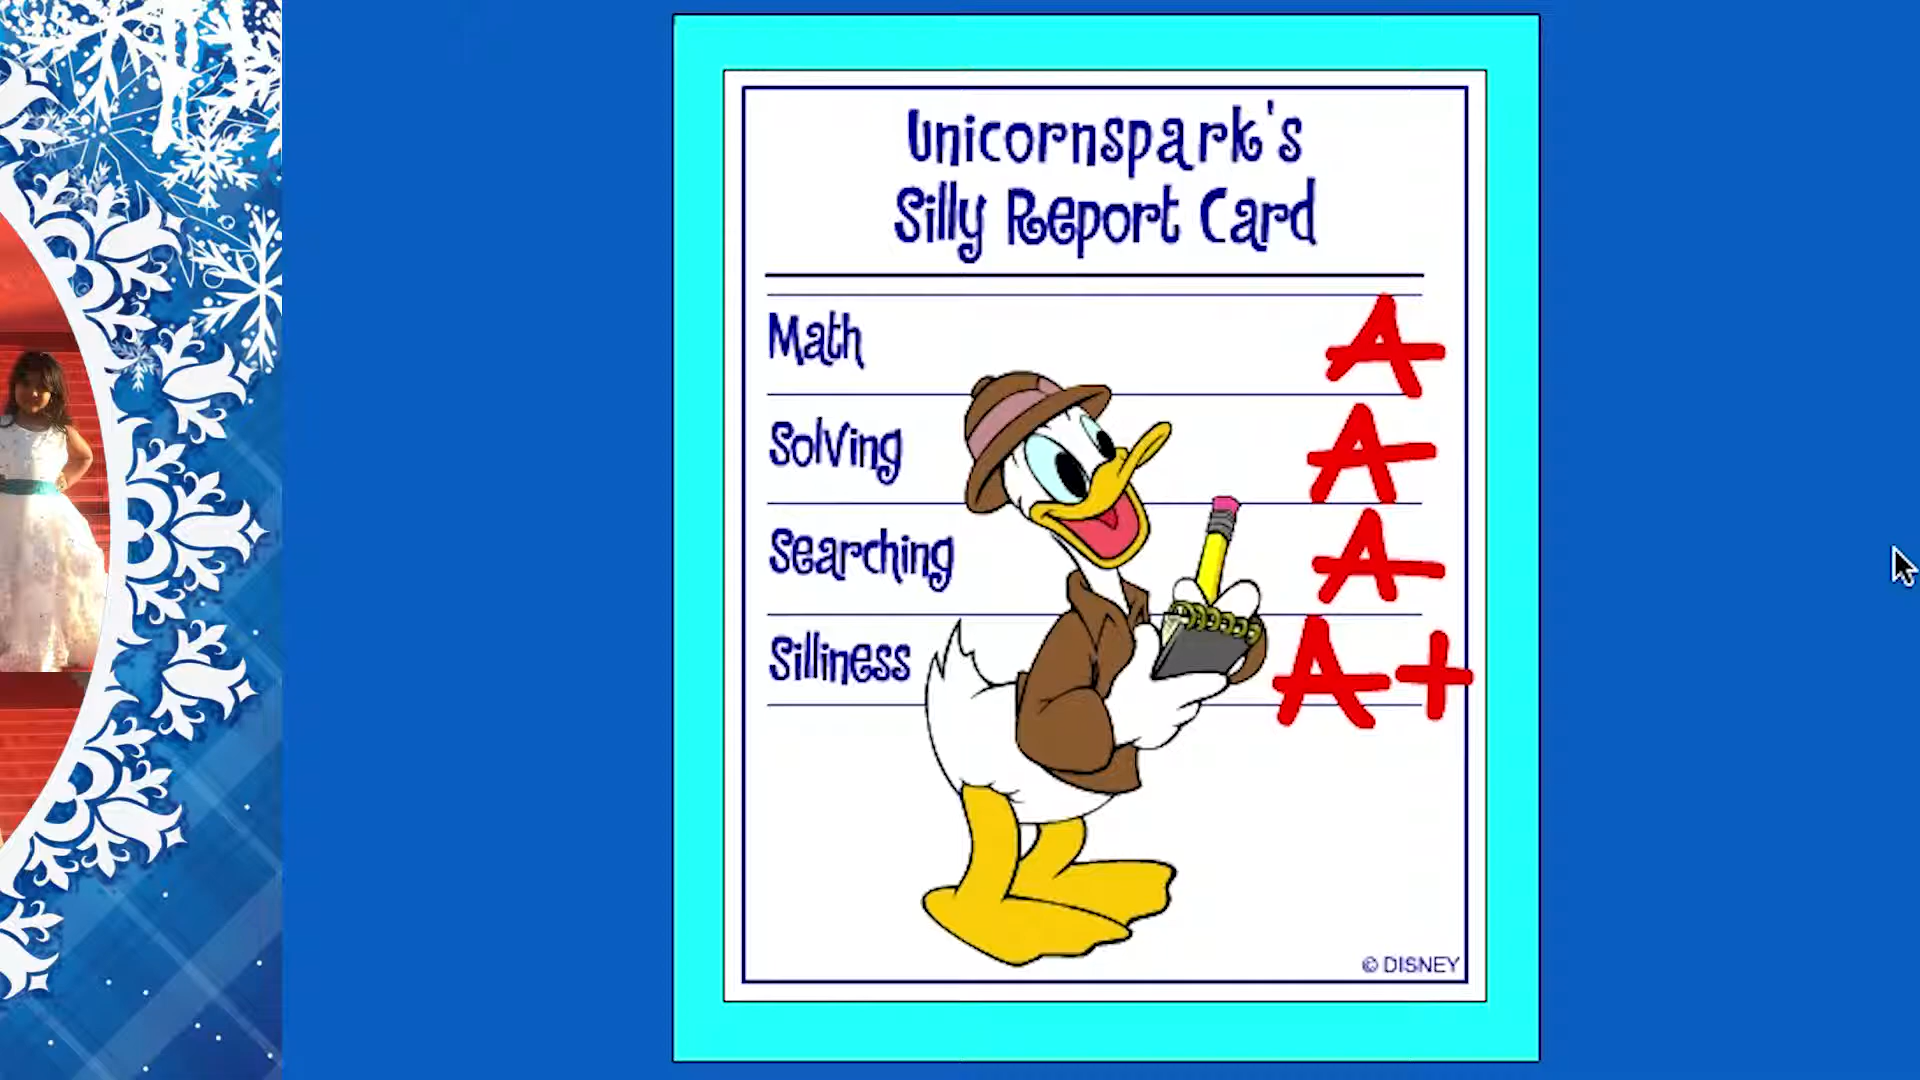 Unicornspark's
Silly Report Card
Math A
Solving A
Searching A
Silliness A+
© DISNEY